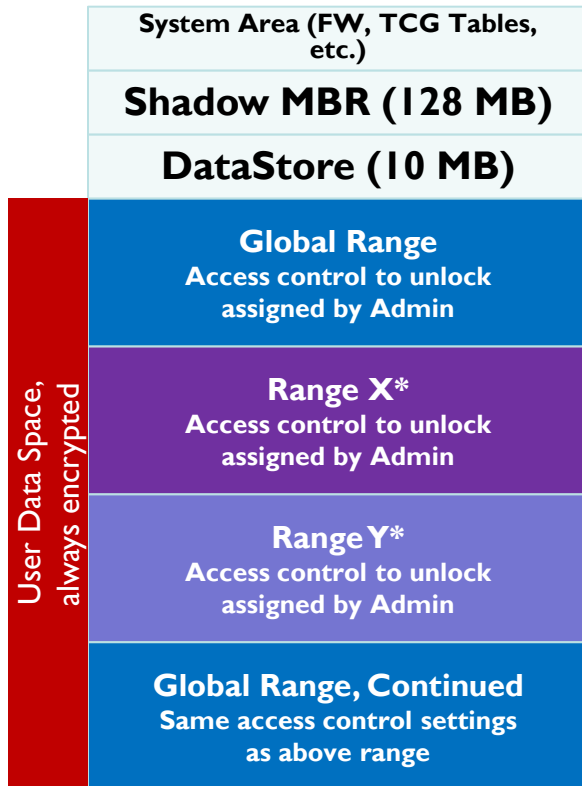 System Area (FW, TCG Tables,
etc.)
Shadow MBR (128 MB)
DataStore (10 MB)
User Data Space,
always encrypted
Global Range
Access control to unlock
assigned by Admin
Range X*
Access control to unlock
assigned by Admin
Range Y*
Access control to unlock
assigned by Admin
Global Range, Continued
Same access control settings
as above range